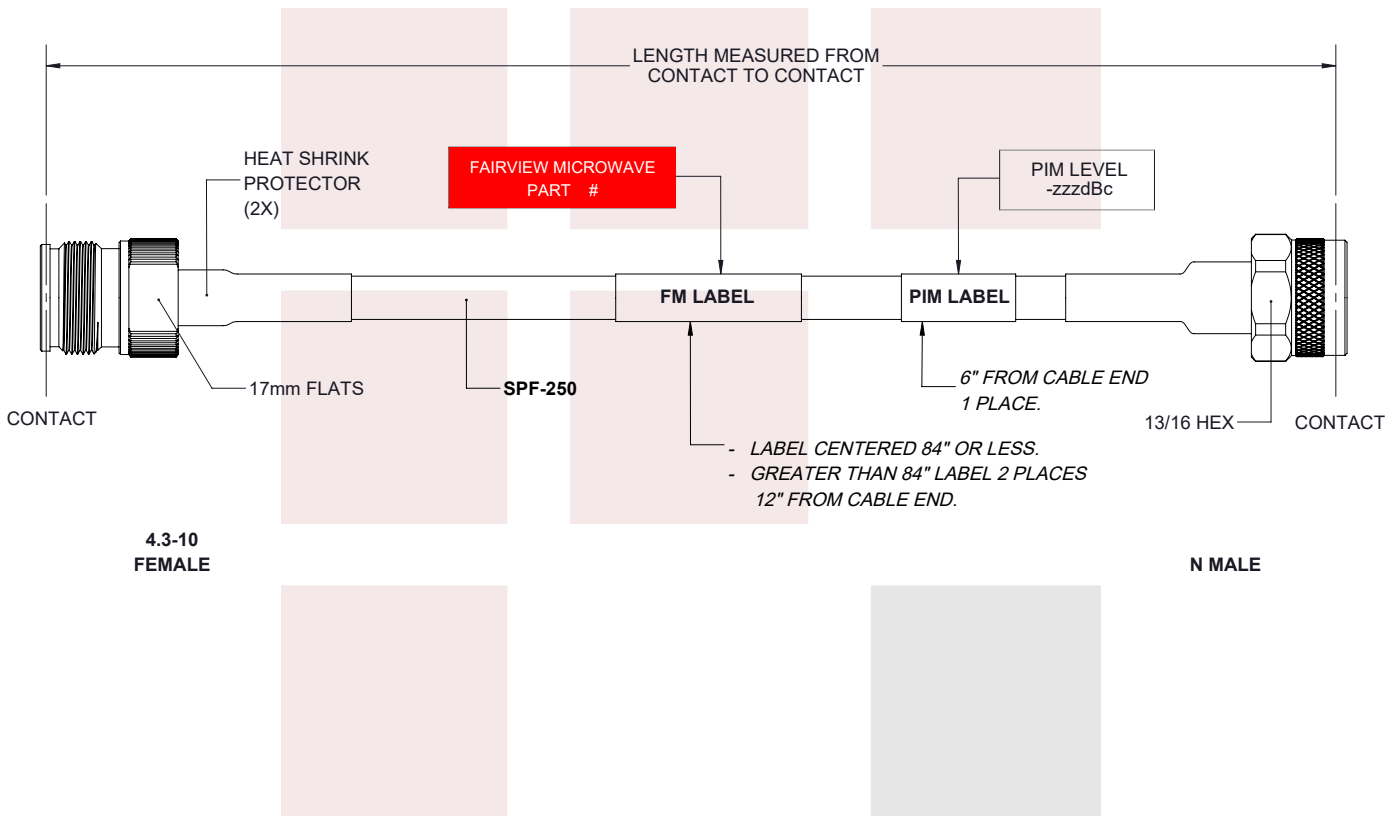 LENGTH MEASURED FROM
CONTACT TO CONTACT
HEAT SHRINK
PROTECTOR
(2X)
FAIRVIEW MICROWAVE
PART #
PIM LEVEL
-zzzdBc
FM LABEL
PIM LABEL
17mm FLATS
SPF-250
6" FROM CABLE END
1 PLACE.
CONTACT
13/16 HEX
CONTACT
- LABEL CENTERED 84" OR LESS.
- GREATER THAN 84" LABEL 2 PLACES
12" FROM CABLE END.
4.3-10
FEMALE
N MALE